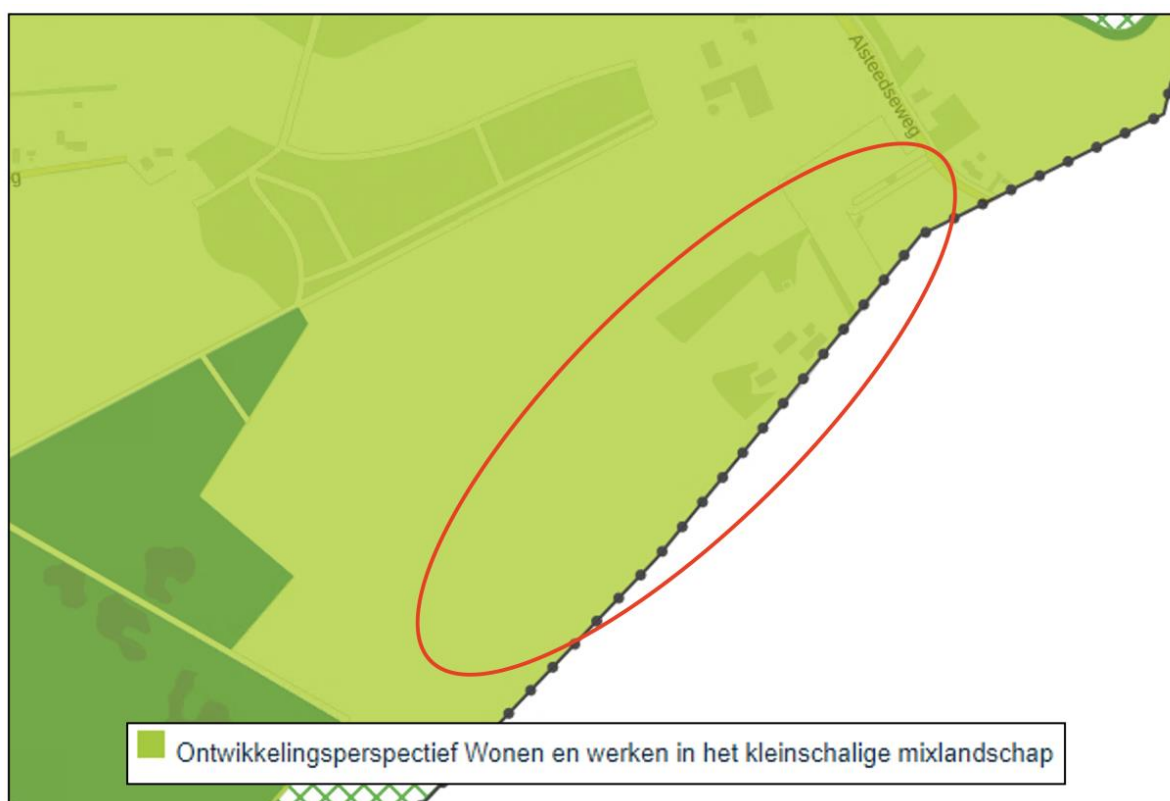 Alsteedseweg
g
Ontwikkelingsperspectief Wonen en werken in het kleinschalige mixlandschap